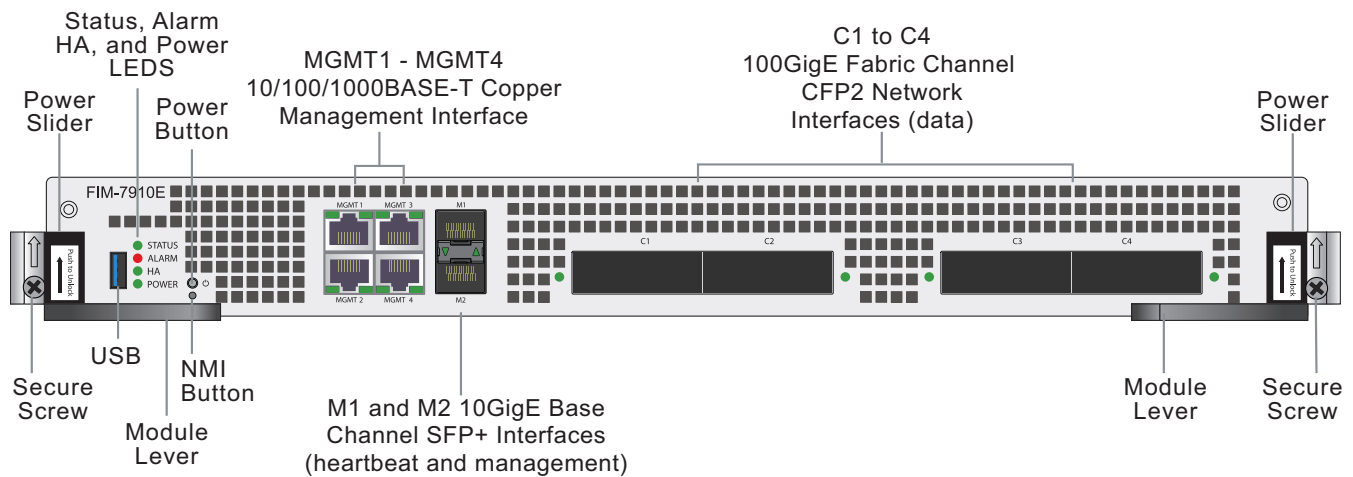 Status, Alarm
HA, and Power
LEDS
Power
Slider
Power
Button
MGMT1 - MGMT4
10/100/1000BASE-T Copper
Management Interface
C1 to C4
100GigE Fabric Channel
CFP2 Network
Interfaces (data)
Power
Slider
FIM-7910E
MGMT 1
MGMT 3
M1
C1
C2
C3
C4
Push to Unlock
STATUS
ALARM
HA
POWER
MGMT 2
MGMT 4
M2
Push to Unlock
USB
NMI
Button
Secure
Screw
Module
Lever
M1 and M2 10GigE Base
Channel SFP+ Interfaces
(heartbeat and management)
Module
Lever
Secure
Screw